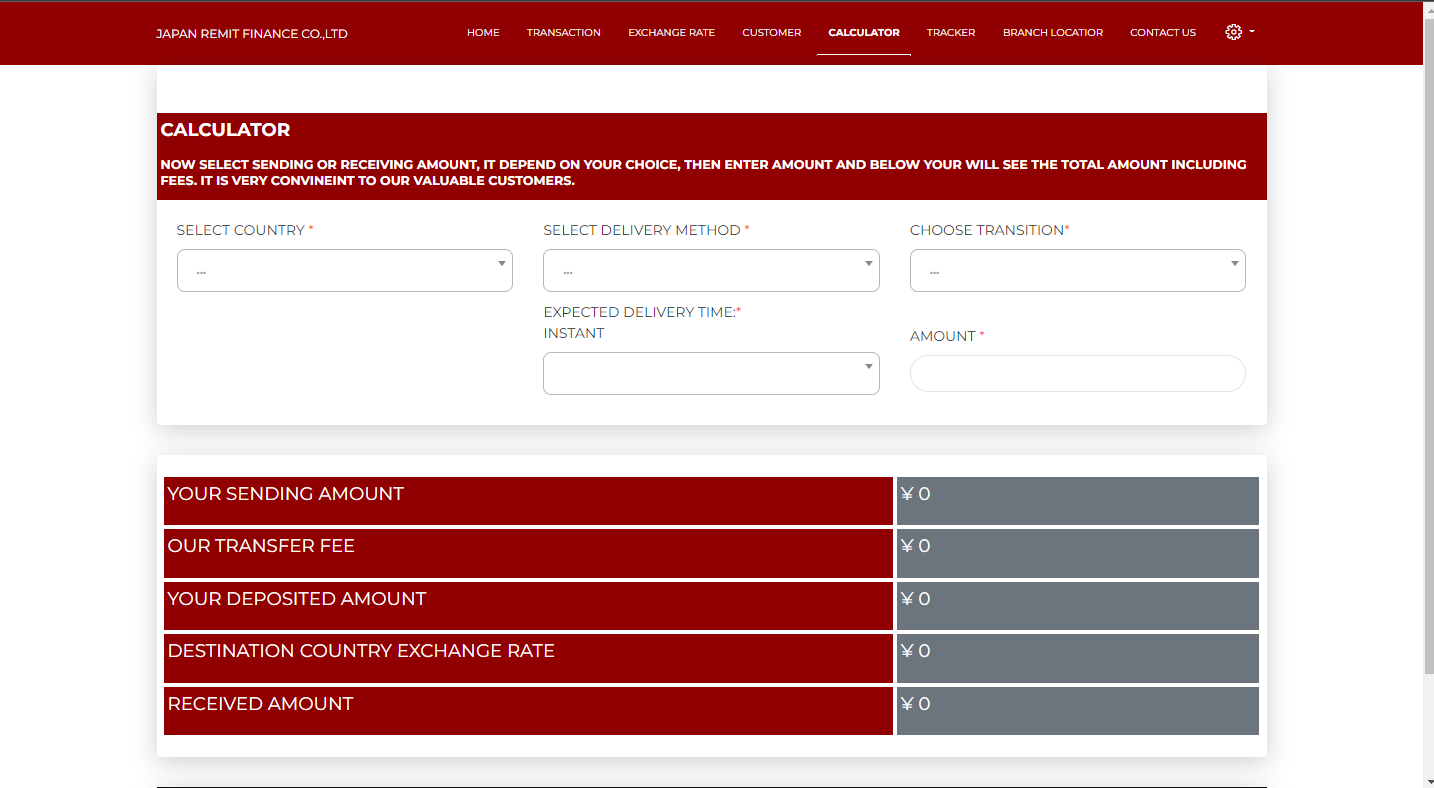 JAPAN REMIT FINANCE CO.,LTD
HOME
TRANSACTION
EXCHANGE RATE
CUSTOMER
CALCULATOR
TRACKER
BRANCH LOCATIOR
CONTACT US
CALCULATOR
NOW SELECT SENDING OR RECEIVING AMOUNT, IT DEPEND ON YOUR CHOICE, THEN ENTER AMOUNT AND BELOW YOUR WILL SEE THE TOTAL AMOUNT INCLUDING
FEES. IT IS VERY CONVINEINT TO OUR VALUABLE CUSTOMERS.
SELECT COUNTRY *
SELECT DELIVERY METHOD *
CHOOSE TRANSITION*
---
---
---
EXPECTED DELIVERY TIME:*
INSTANT
AMOUNT *
YOUR SENDING AMOUNT
¥ 0
OUR TRANSFER FEE
¥ 0
YOUR DEPOSITED AMOUNT
¥ 0
DESTINATION COUNTRY EXCHANGE RATE
¥ 0
RECEIVED AMOUNT
¥ 0